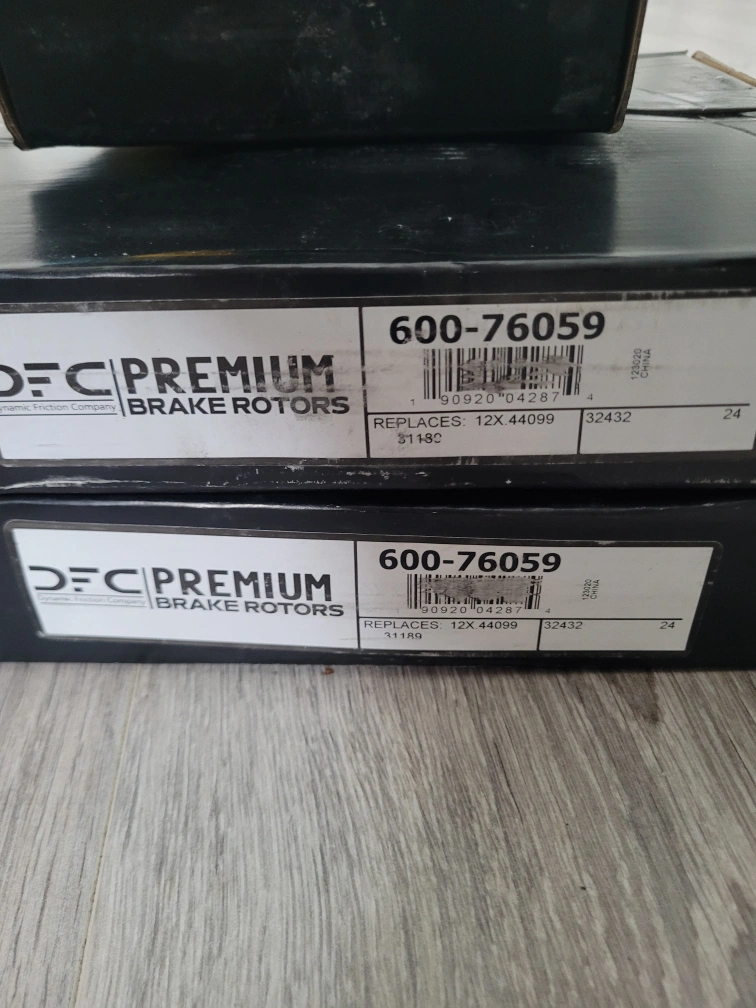 600-76059
DFC PREMIUM
Dynamic Friction Company BRAKE ROTORS
1 90920 04287 4
123020
CHINA
REPLACES: 12X.44099
31189
32432 24
600-76059
DFC PREMIUM
Dynamic Friction Company BRAKE ROTORS
1 90920 04287 4
123020
CHINA
REPLACES: 12X.44099
31189
32432 24